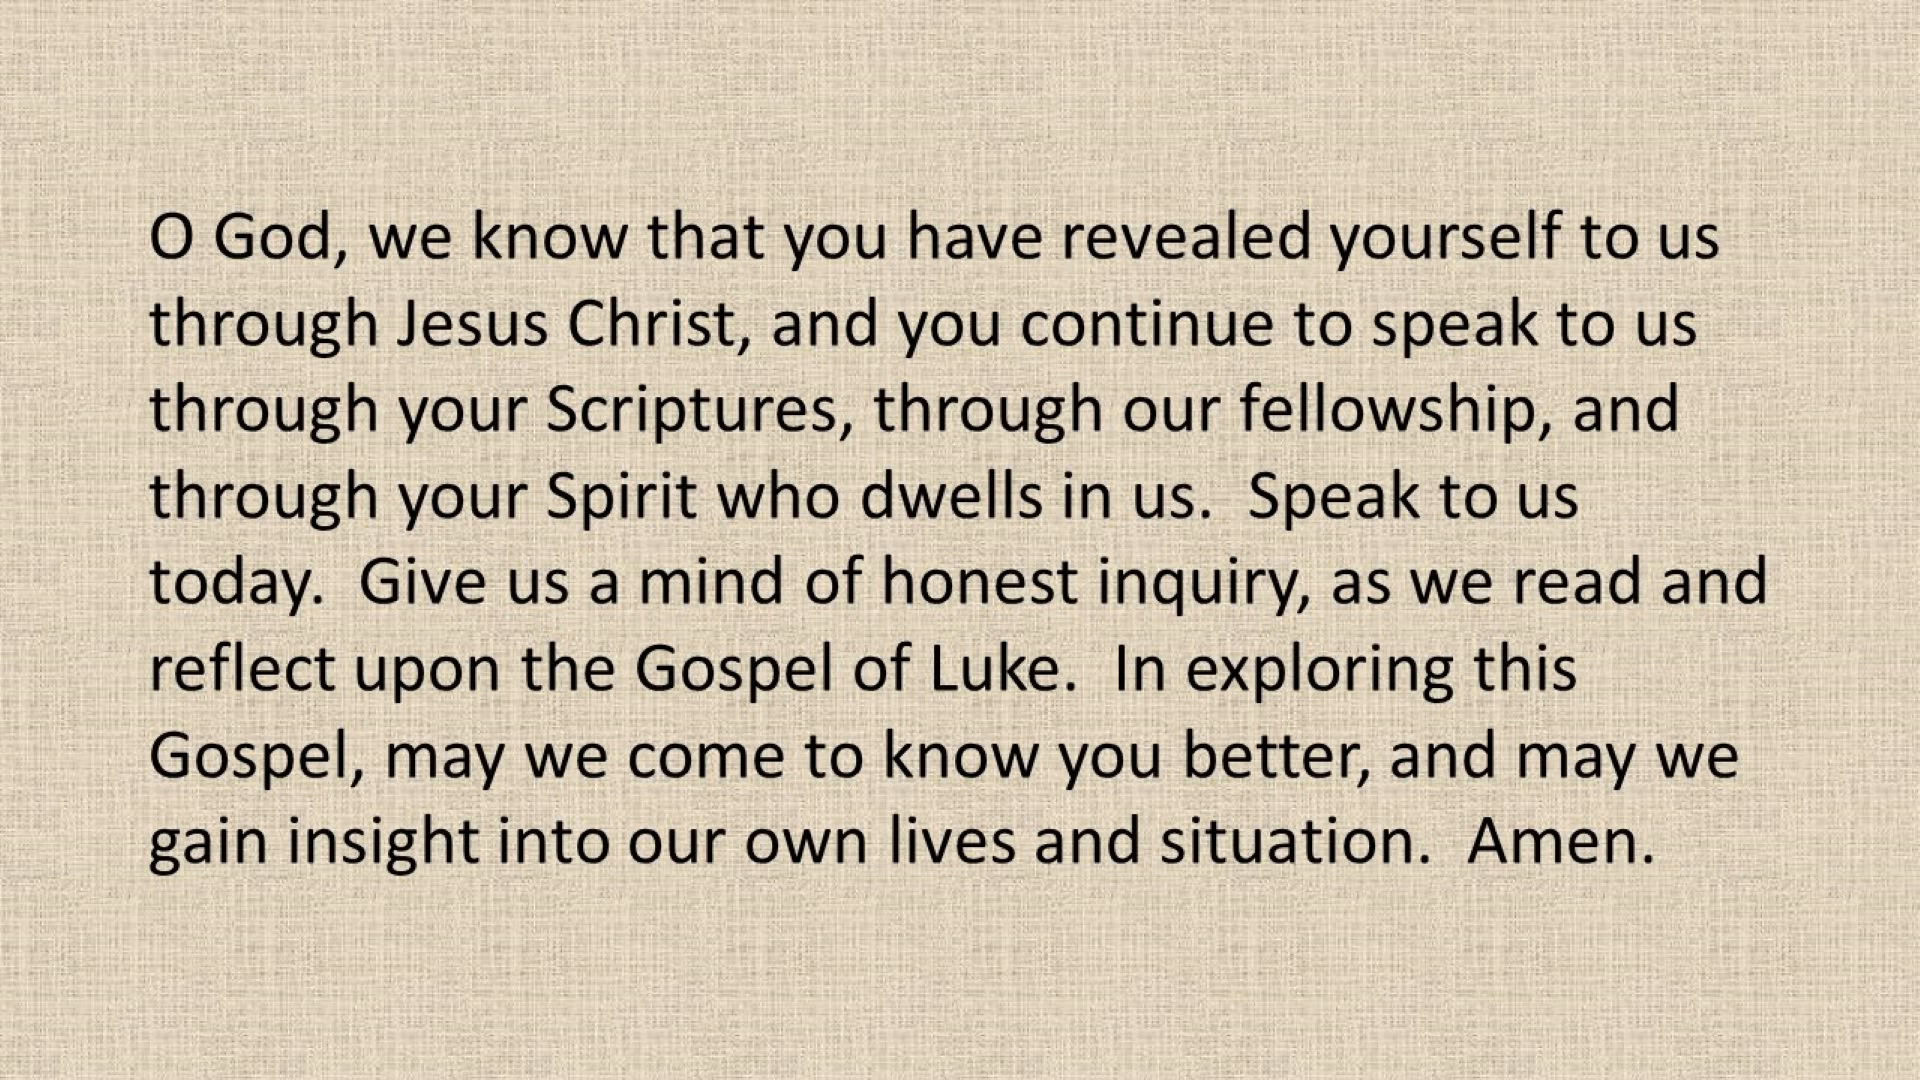 O God, we know that you have revealed yourself to us
through Jesus Christ, and you continue to speak to us
through your Scriptures, through our fellowship, and
through your Spirit who dwells in us.  Speak to us
today.  Give us a mind of honest inquiry, as we read and
reflect upon the Gospel of Luke.  In exploring this
Gospel, may we come to know you better, and may we
gain insight into our own lives and situation.  Amen.